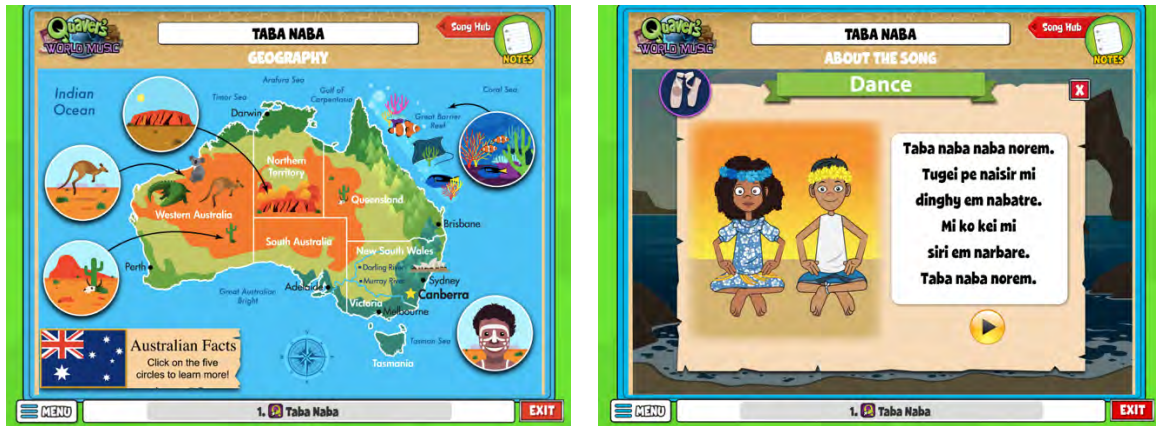 Quaver's
WORLD MUSIC
TABA NABA
Song Hub
NOTES
GEOGRAPHY
Indian
Ocean
Arafura Sea
Timor Sea
Gulf of
Carpentaria
Coral Sea
Great Barrier
Reef
Darwin
Northern
Territory
Queensland
Western Australia
South Australia
Brisbane
New South Wales
Perth
Darling River
Murray River
Sydney
Adelaide
Canberra
Great Australian
Bright
Victoria
Melbourne
Tasman Sea
Tasmania
Australian Facts
Click on the five
circles to learn more!
MENU
1. Taba Naba
EXIT
Quaver's
WORLD MUSIC
TABA NABA
Song Hub
NOTES
ABOUT THE SONG
Dance
X
Taba naba naba norem.
Tugei pe naisir mi
dinghy em nabatre.
Mi ko kei mi
siri em narbare.
Taba naba norem.
MENU
1. Taba Naba
EXIT